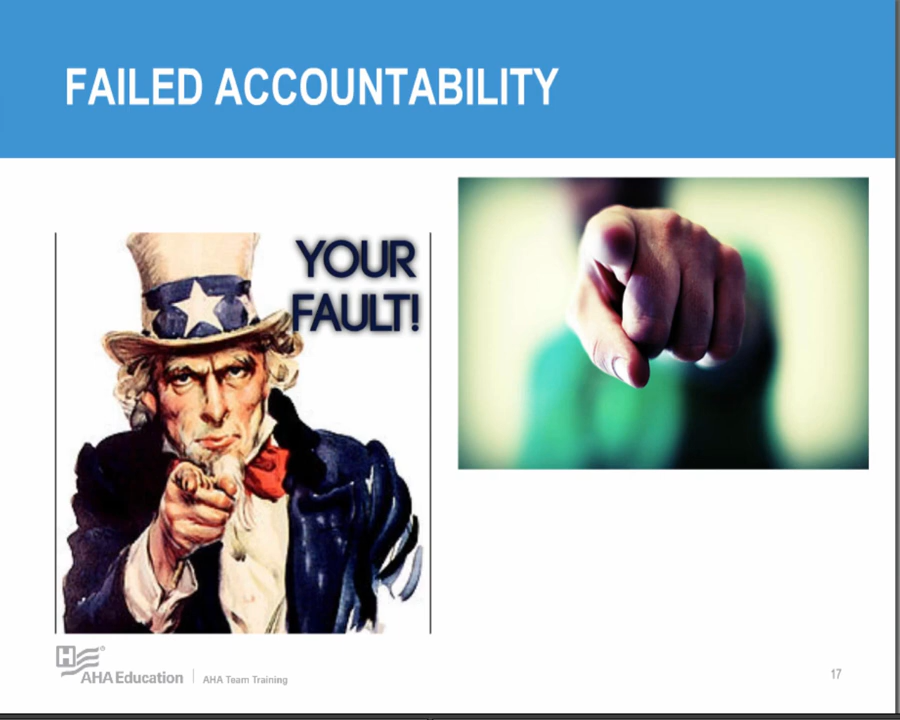 FAILED ACCOUNTABILITY
YOUR
FAULT!
H
AHA Education | AHA Team Training
17